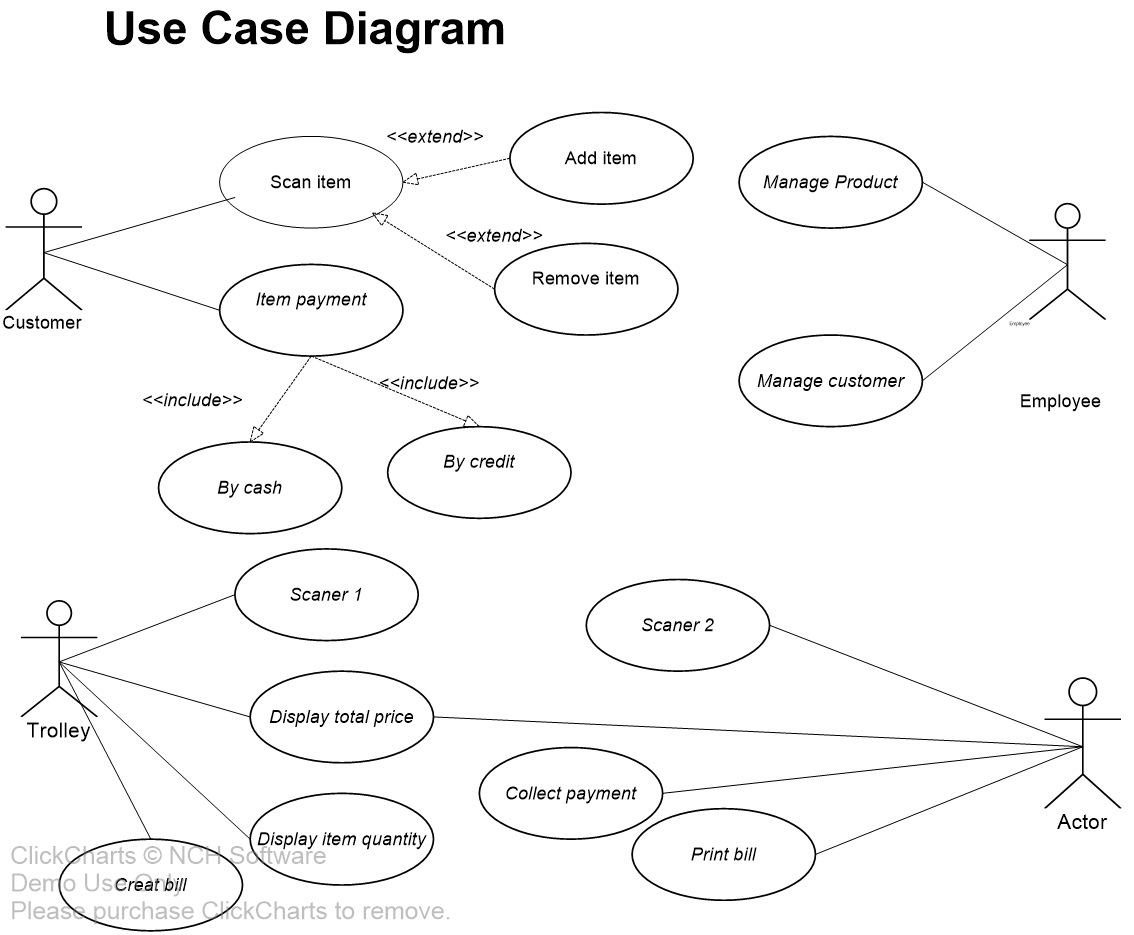 Use Case Diagram
<<extend>>
Add item
Scan item
Manage Product
<<extend>>
Remove item
Item payment
Customer
Employee
<<include>>
<<include>>
Manage customer
Employee
By credit
By cash
Scaner 1
Scaner 2
Display total price
Trolley
Collect payment
Actor
Display item quantity
Print bill
Creat bill
ClickCharts © NCH Software
Demo Use Only
Please purchase ClickCharts to remove.